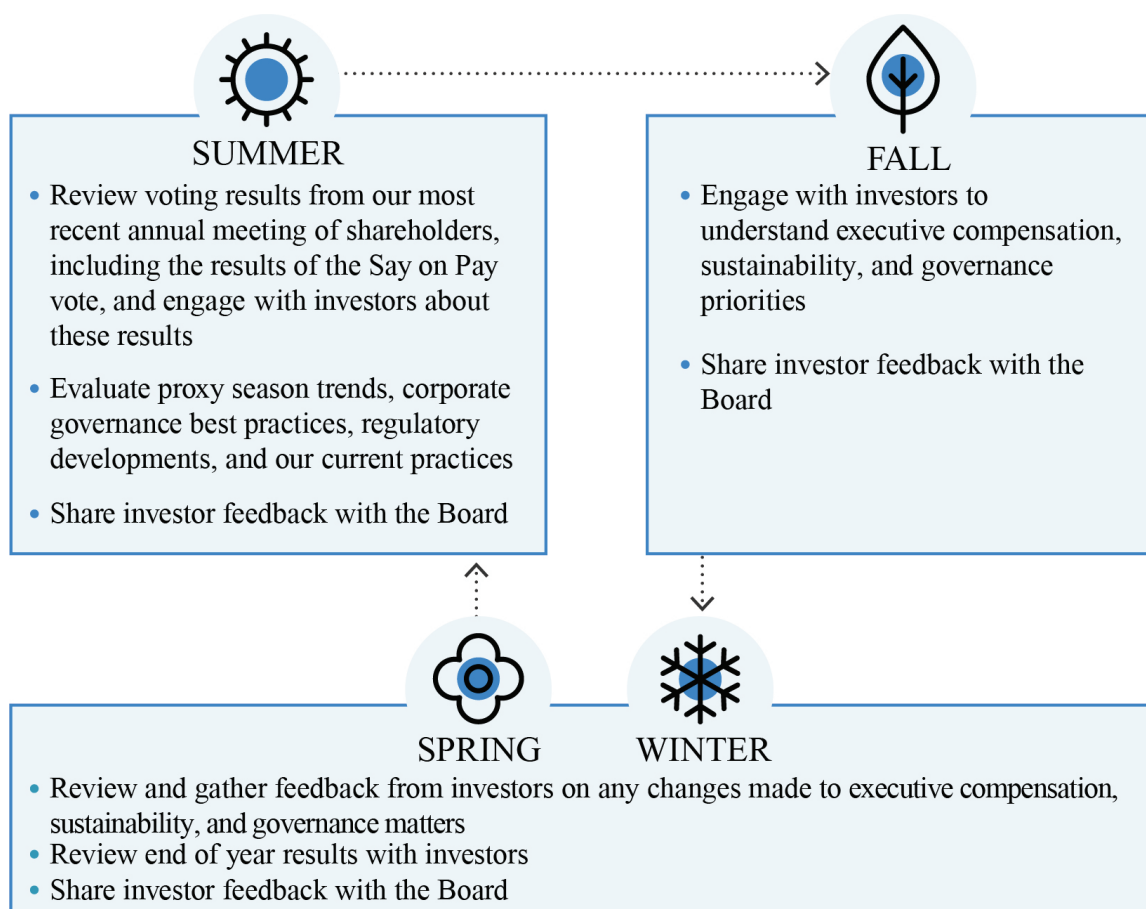 SUMMER
• Review voting results from our most
recent annual meeting of shareholders,
including the results of the Say on Pay
vote, and engage with investors about
these results
• Evaluate proxy season trends, corporate
governance best practices, regulatory
developments, and our current practices
• Share investor feedback with the Board
FALL
• Engage with investors to
understand executive compensation,
sustainability, and governance
priorities
• Share investor feedback with the
Board
SPRING
WINTER
• Review and gather feedback from investors on any changes made to executive compensation,
sustainability, and governance matters
• Review end of year results with investors
• Share investor feedback with the Board